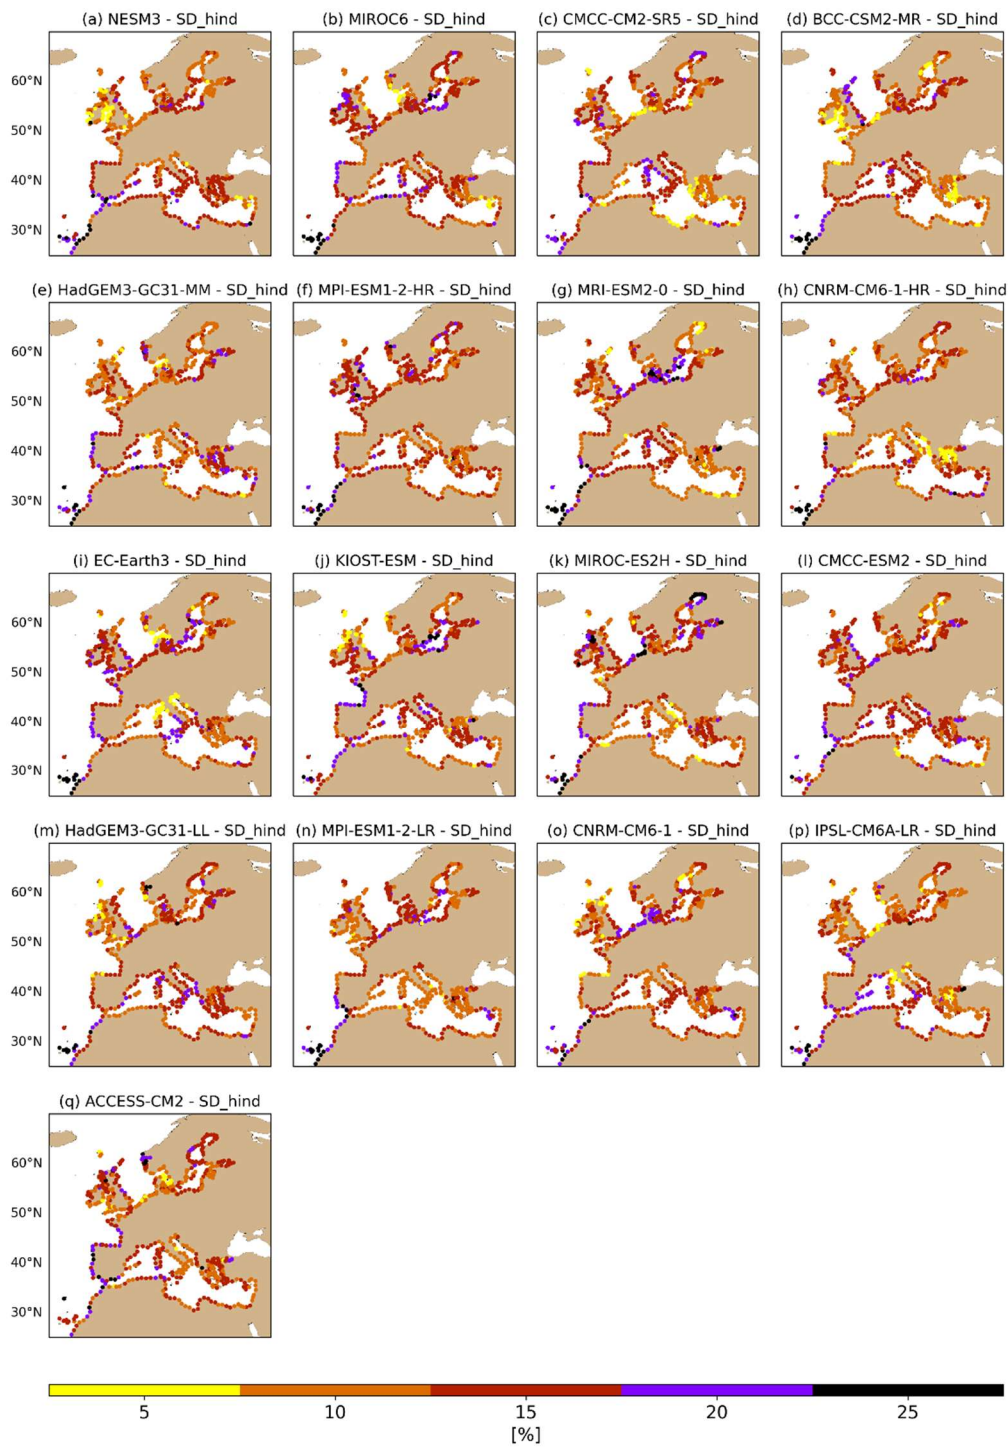 (a) NESM3 - SD_hind
(b) MIROC6 - SD_hind
(c) CMCC-CM2-SR5 - SD_hind
(d) BCC-CSM2-MR - SD_hind
60°N
50°N
40°N
30°N
(e) HadGEM3-GC31-MM - SD_hind
(f) MPI-ESM1-2-HR - SD_hind
(g) MRI-ESM2-0 - SD_hind
(h) CNRM-CM6-1-HR - SD_hind
60°N
50°N
40°N
30°N
(i) EC-Earth3 - SD_hind
(j) KIOST-ESM - SD_hind
(k) MIROC-ES2H - SD_hind
(l) CMCC-ESM2 - SD_hind
60°N
50°N
40°N
30°N
(m) HadGEM3-GC31-LL - SD_hind
(n) MPI-ESM1-2-LR - SD_hind
(o) CNRM-CM6-1 - SD_hind
(p) IPSL-CM6A-LR - SD_hind
60°N
50°N
40°N
30°N
(q) ACCESS-CM2 - SD_hind
60°N
50°N
40°N
30°N
5 10 15 20 25
[%]